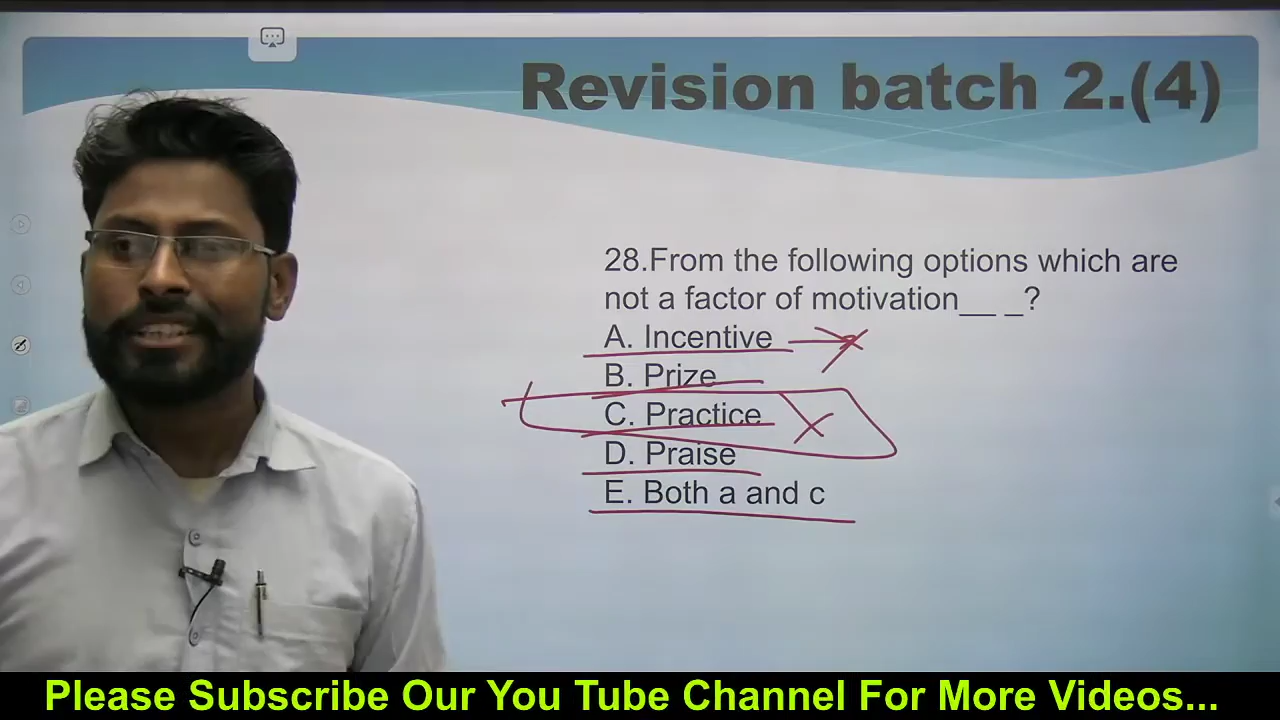 Revision batch 2.(4)
28.From the following options which are
not a factor of motivation__ _?
A. Incentive
B. Prize
C. Practice
D. Praise
E. Both a and c
Please Subscribe Our You Tube Channel For More Videos...